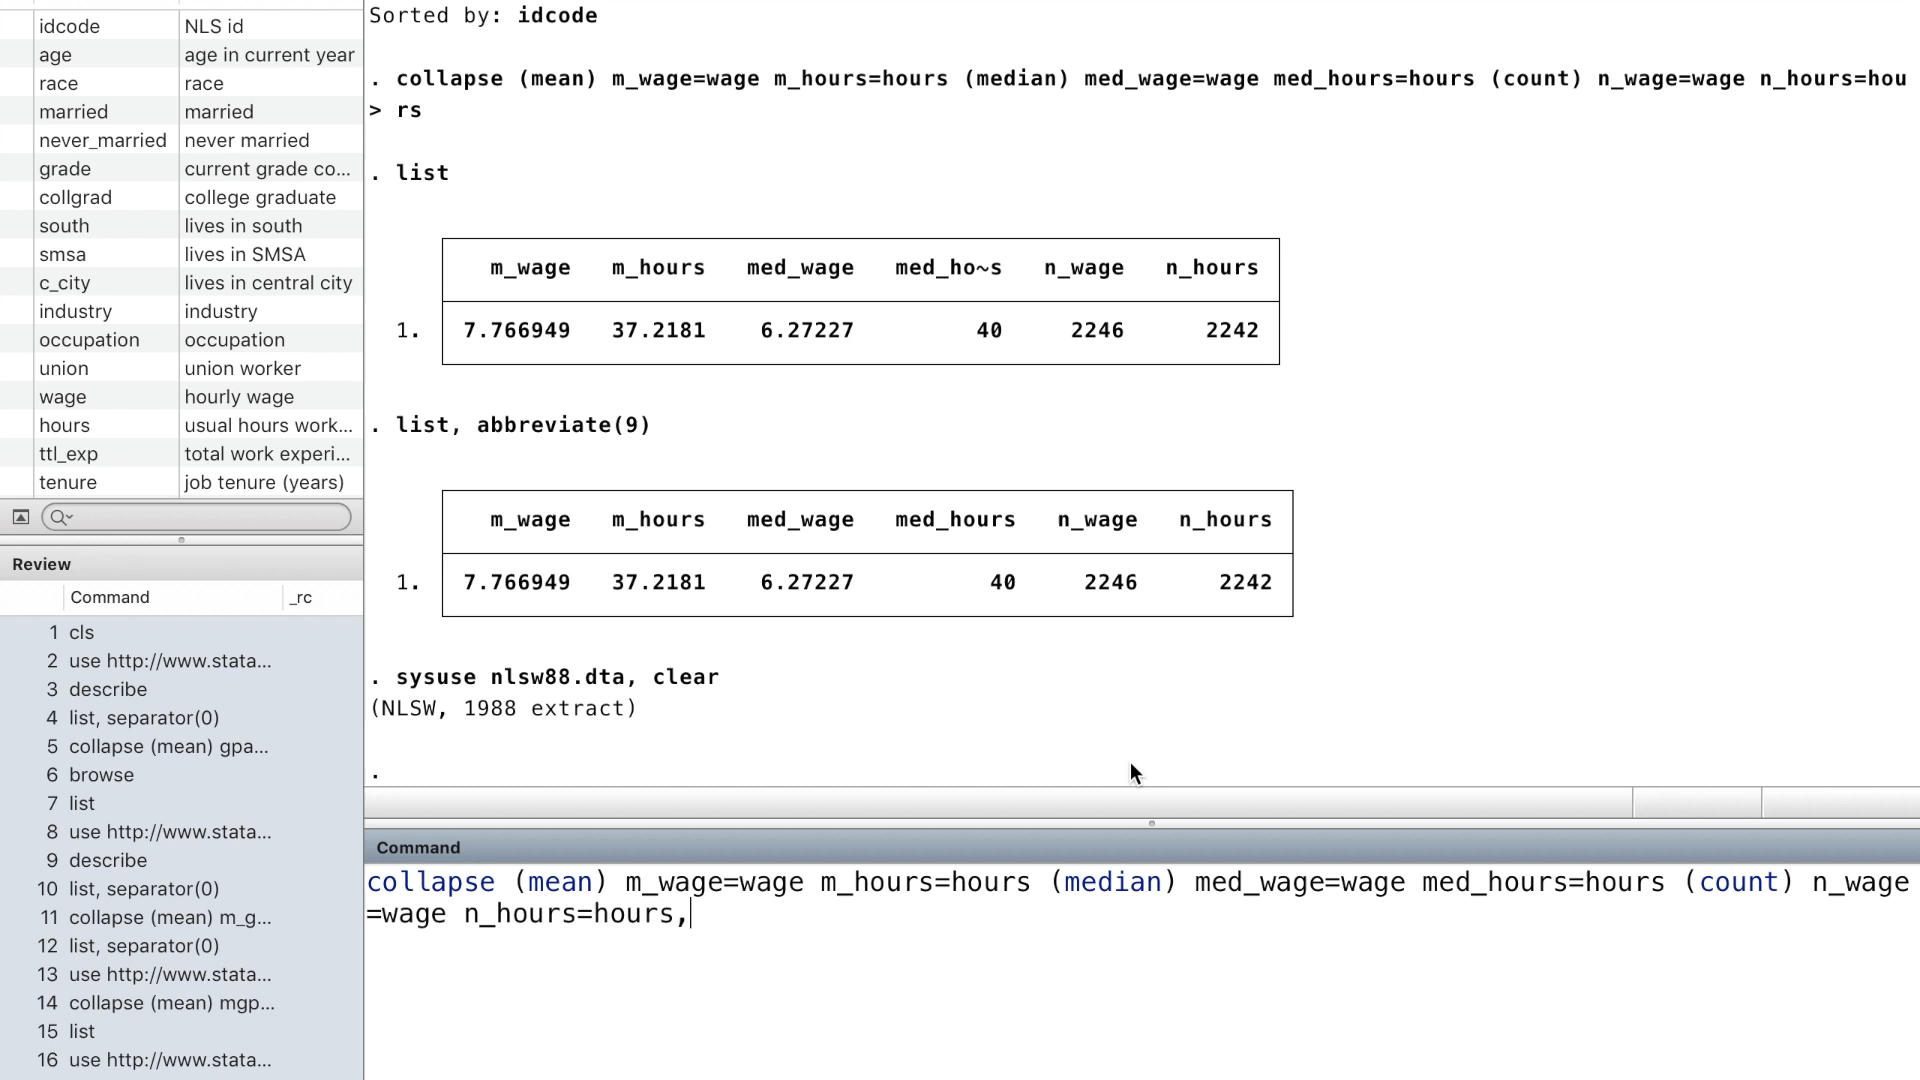 idcode NLS id
age age in current year
race race
married married
never_married never married
grade current grade co...
collgrad college graduate
south lives in south
smsa lives in SMSA
c_city lives in central city
industry industry
occupation occupation
union union worker
wage hourly wage
hours usual hours work...
ttl_exp total work experi...
tenure job tenure (years)
Review
Command _rc
1 cls
2 use http://www.stata...
3 describe
4 list, separator(0)
5 collapse (mean) gpa...
6 browse
7 list
8 use http://www.stata...
9 describe
10 list, separator(0)
11 collapse (mean) m_g...
12 list, separator(0)
13 use http://www.stata...
14 collapse (mean) mgp...
15 list
16 use http://www.stata...
Sorted by: idcode
. collapse (mean) m_wage=wage m_hours=hours (median) med_wage=wage med_hours=hours (count) n_wage=wage n_hours=hou
> rs
. list
m_wage m_hours med_wage med_ho~s n_wage n_hours
1. 7.766949 37.2181 6.27227 40 2246 2242
. list, abbreviate(9)
m_wage m_hours med_wage med_hours n_wage n_hours
1. 7.766949 37.2181 6.27227 40 2246 2242
. sysuse nlsw88.dta, clear
(NLSW, 1988 extract)
.
Command
collapse (mean) m_wage=wage m_hours=hours (median) med_wage=wage med_hours=hours (count) n_wage
=wage n_hours=hours,